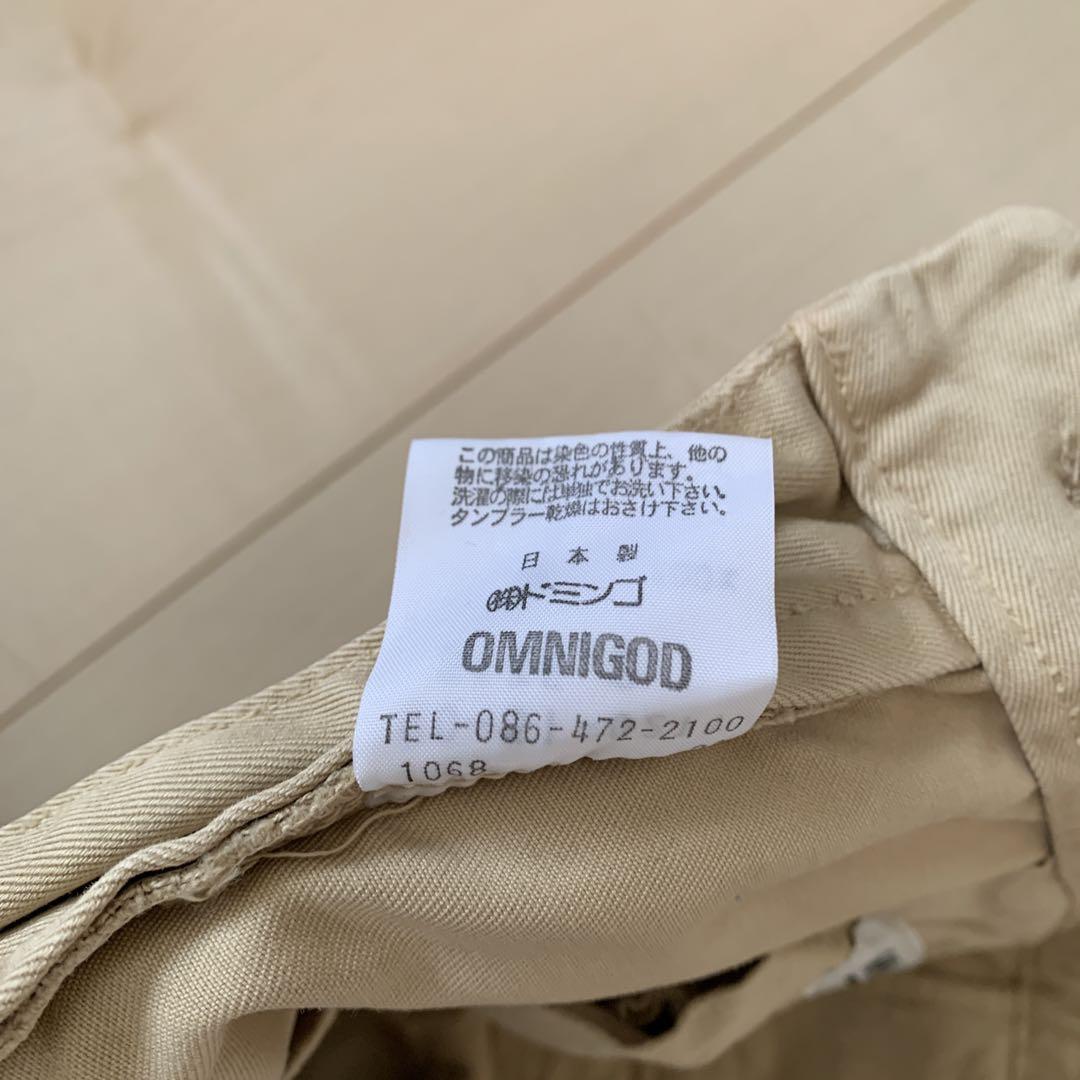 この商品は染色の性質上、他の
物に移染の恐れがあります。
洗濯の際には単独でお洗い下さい。
タンブラー乾燥はおさけ下さい。
日本製
㈱ドミンゴ
OMNIGOD
TEL-086-472-2100
1068